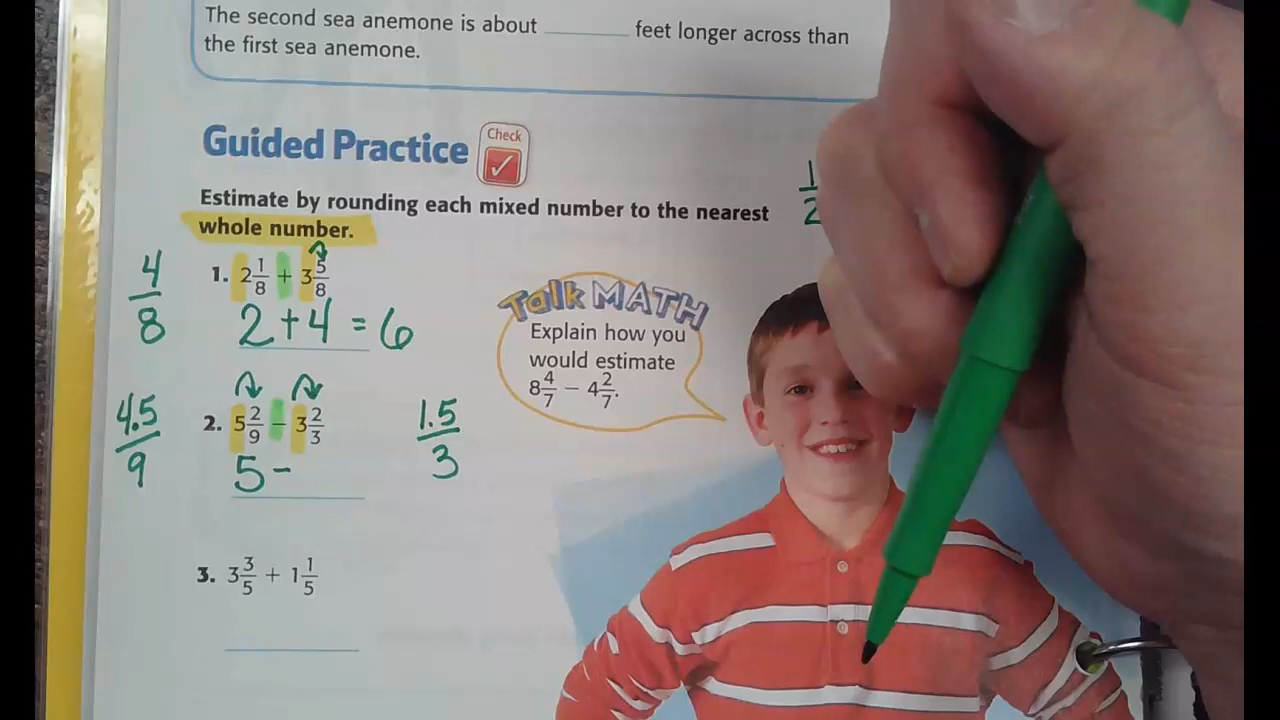 The second sea anemone is about ______ feet longer across than
the first sea anemone.
Guided Practice Check
Estimate by rounding each mixed number to the nearest
whole number.
1/2
4/8
1. 2 1/8 + 3 5/8
2+4 = 6
Talk MATH
Explain how you
would estimate
8 4/7 − 4 2/7.
4.5/9
2. 5 2/9 − 3 2/3
1.5/3
5 -
3. 3 3/5 + 1 1/5